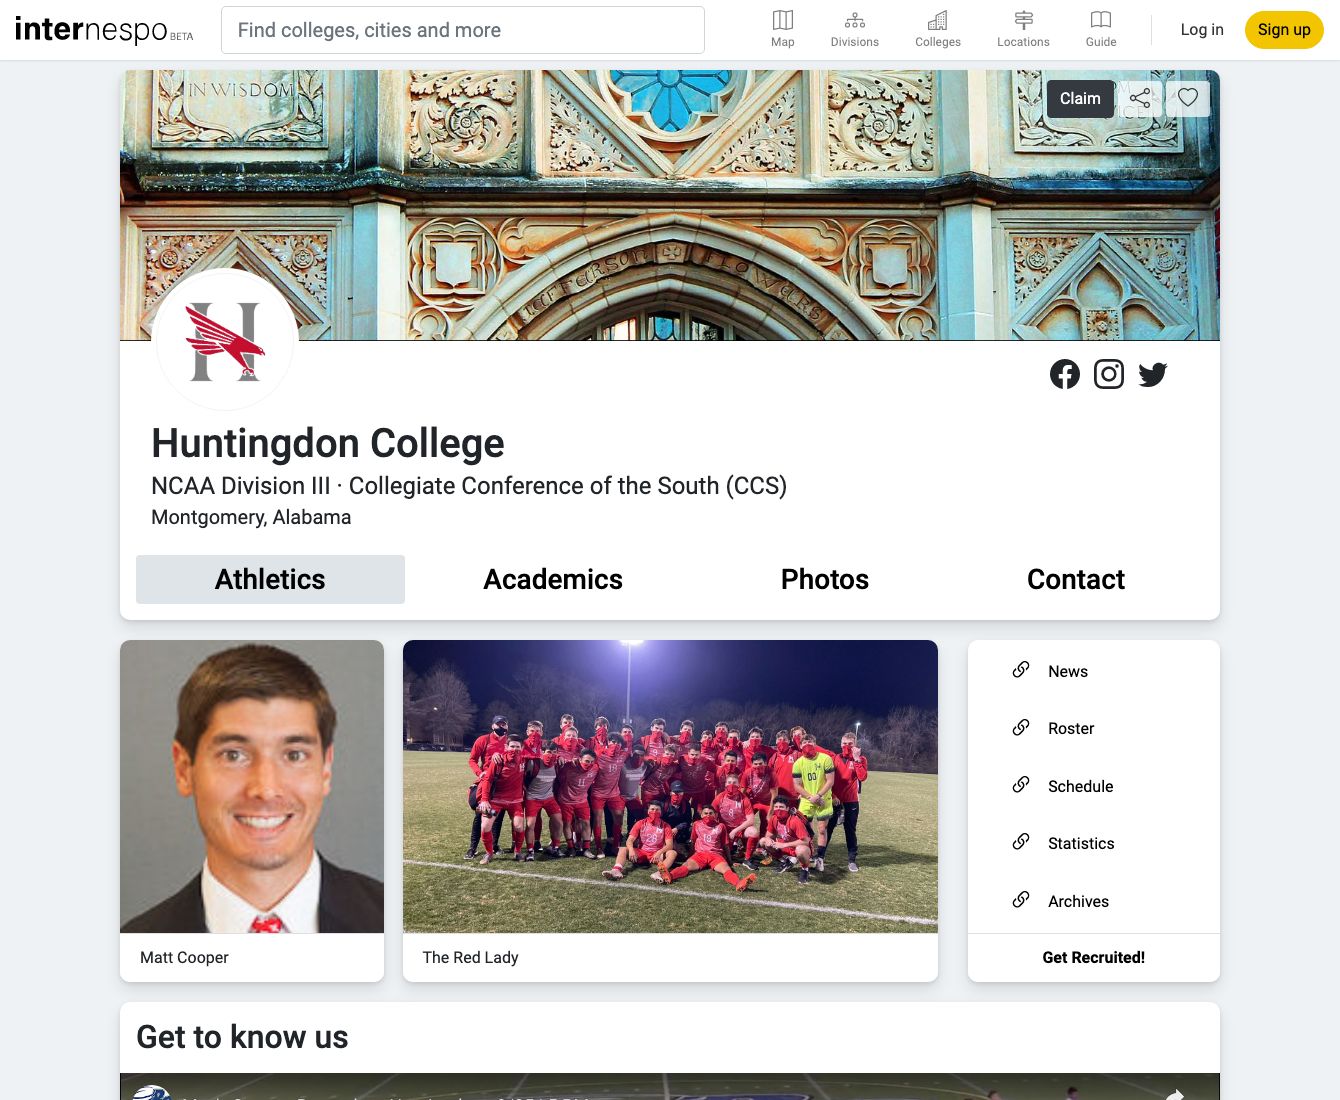 internespo BETA
Find colleges, cities and more
Map
Divisions
Colleges
Locations
Guide
Log in
Sign up
IN WISDOM
Claim
JEFFERSON FLOWERS
H
Huntingdon College
NCAA Division III · Collegiate Conference of the South (CCS)
Montgomery, Alabama
Athletics
Academics
Photos
Contact
News
Roster
Schedule
Statistics
Archives
Matt Cooper
The Red Lady
Get Recruited!
Get to know us